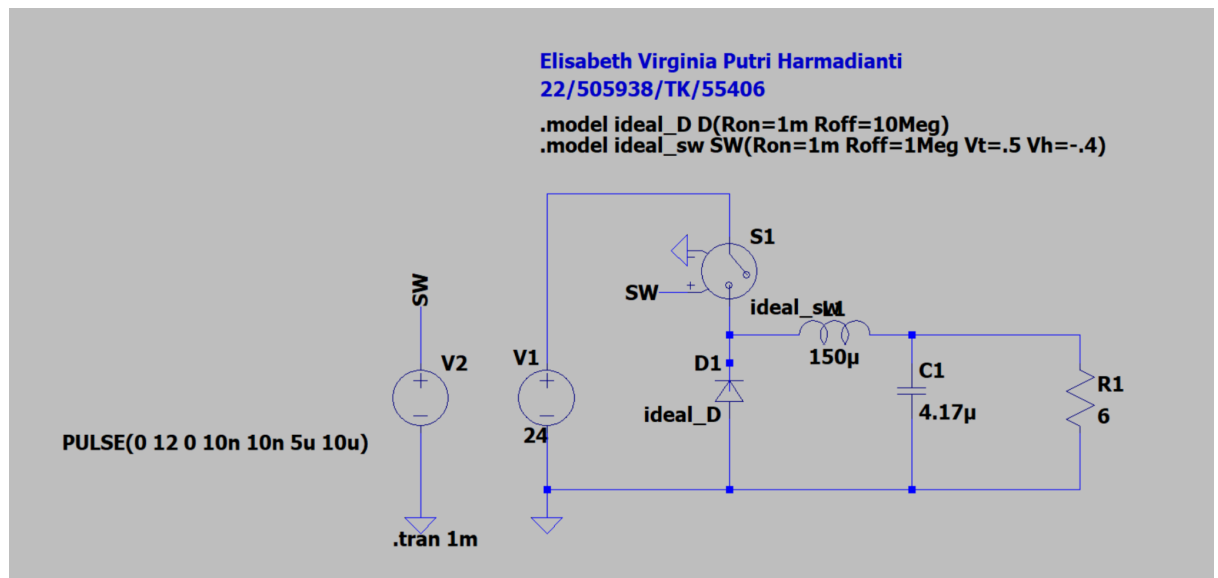 Elisabeth Virginia Putri Harmadianti
22/505938/TK/55406
.model ideal_D D(Ron=1m Roff=10Meg)
.model ideal_sw SW(Ron=1m Roff=1Meg Vt=.5 Vh=-.4)
S1
SW
SW
ideal_sw
L1
V2
V1
D1
150µ
C1
R1
ideal_D
4.17µ
6
24
PULSE(0 12 0 10n 10n 5u 10u)
.tran 1m